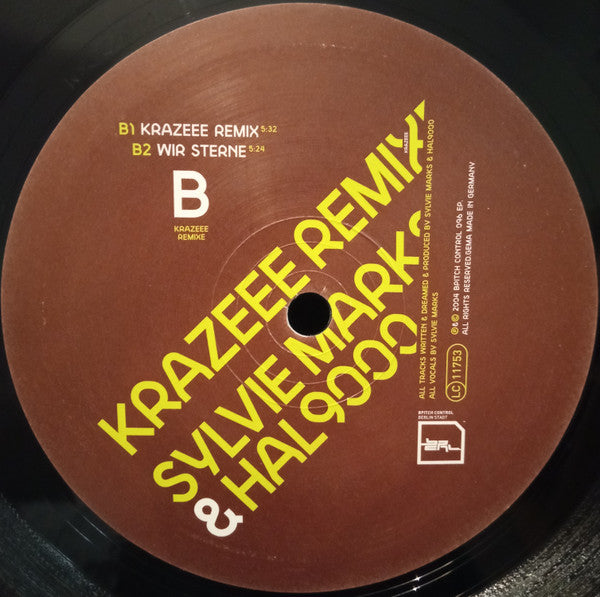 B1 KRAZEEE REMIX 5:32
B2 WIR STERNE 5:24
B
KRAZEEE
REMIXE
KRAZEEE REMIX
SYLVIE MARKS
& HAL9000
KRAZEEE
ALL TRACKS WRITTEN & DREAMED & PRODUCED BY SYLVIE MARKS & HAL9000
ALL VOCALS BY SYLVIE MARKS
℗&© 2004 BPITCH CONTROL 096 EP.
ALL RIGHTS RESERVED.GEMA MADE IN GERMANY
LC 11753
BPITCH CONTROL
BERLIN STADT